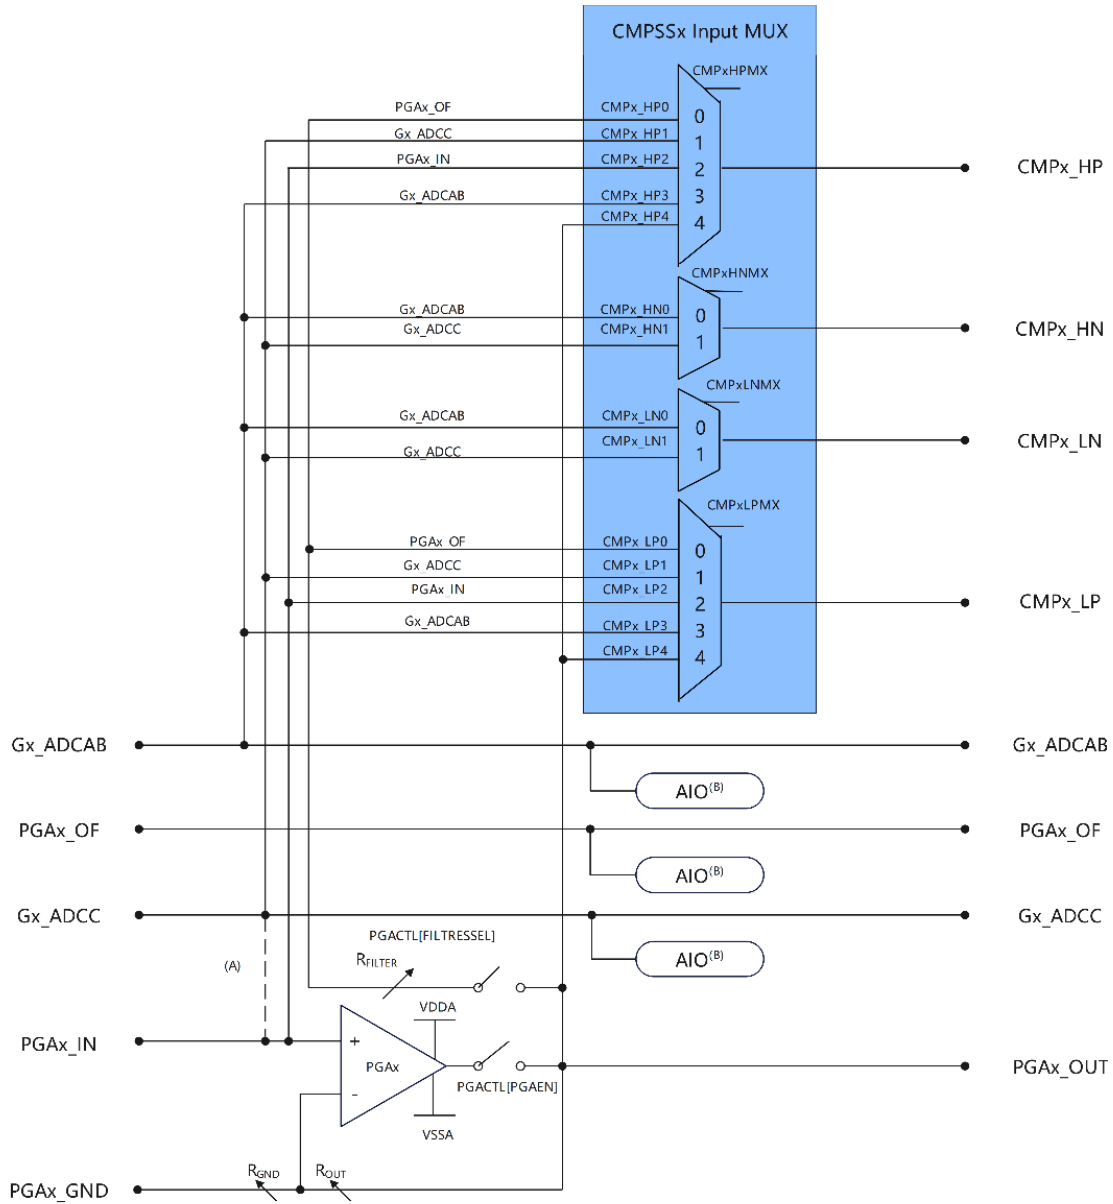 CMPSSx Input MUX
CMPxHPMX
PGAx_OF CMPx_HP0 0
Gx_ADCC CMPx_HP1 1
PGAx_IN CMPx_HP2 2 CMPx_HP
Gx_ADCAB CMPx_HP3 3
CMPx_HP4 4
CMPxHNMX
Gx_ADCAB CMPx_HN0 0
Gx_ADCC CMPx_HN1 1 CMPx_HN
CMPxLNMX
Gx_ADCAB CMPx_LN0 0
Gx_ADCC CMPx_LN1 1 CMPx_LN
CMPxLPMX
PGAx_OF CMPx_LP0 0
Gx_ADCC CMPx_LP1 1
PGAx_IN CMPx_LP2 2 CMPx_LP
Gx_ADCAB CMPx_LP3 3
CMPx_LP4 4
Gx_ADCAB Gx_ADCAB
AIO(B)
PGAx_OF PGAx_OF
AIO(B)
Gx_ADCC Gx_ADCC
PGACTL[FILTRESSEL]
(A) RFILTER AIO(B)
VDDA
PGAx_IN +
PGAx PGAx_OUT
- PGACTL[PGAEN]
VSSA
RGND ROUT
PGAx_GND